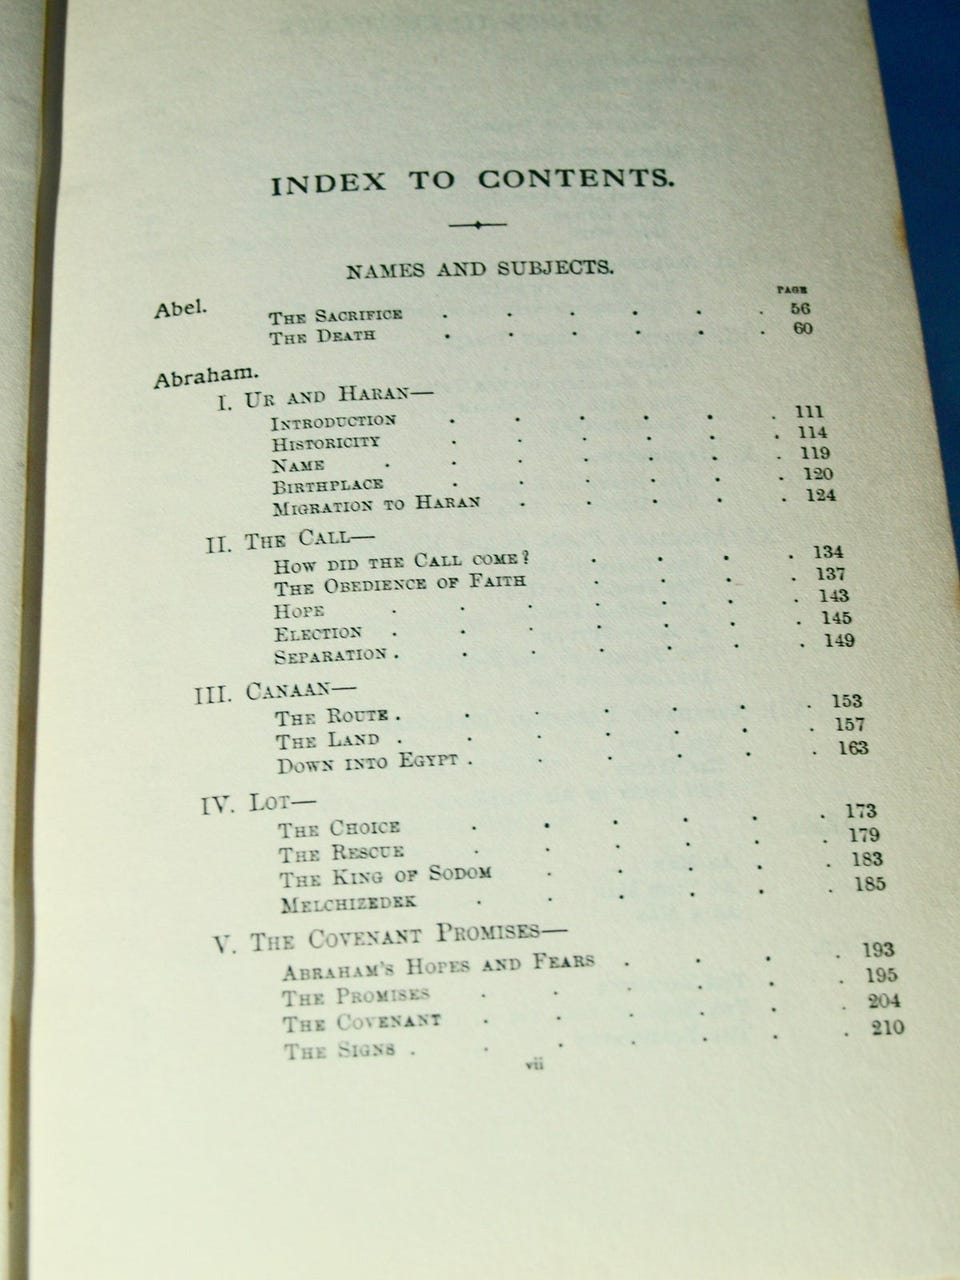 INDEX TO CONTENTS.
NAMES AND SUBJECTS.
PAGE
Abel.
THE SACRIFICE . . . . . . 56
THE DEATH . . . . . . 60
Abraham.
I. UR AND HARAN—
INTRODUCTION . . . . . . 111
HISTORICITY . . . . . . 114
NAME . . . . . . . 119
BIRTHPLACE . . . . . . 120
MIGRATION TO HARAN . . . . . 124
II. THE CALL—
HOW DID THE CALL COME? . . . . 134
THE OBEDIENCE OF FAITH . . . . 137
HOPE . . . . . . . 143
ELECTION . . . . . . . 145
SEPARATION . . . . . . . 149
III. CANAAN—
THE ROUTE . . . . . . . 153
THE LAND . . . . . . . 157
DOWN INTO EGYPT . . . . . . 163
IV. LOT—
THE CHOICE . . . . . . 173
THE RESCUE . . . . . . 179
THE KING OF SODOM . . . . . 183
MELCHIZEDEK . . . . . . 185
V. THE COVENANT PROMISES—
ABRAHAM'S HOPES AND FEARS . . . . 193
THE PROMISES . . . . . . 195
THE COVENANT . . . . . . 204
THE SIGNS . . . . . . . 210
vii